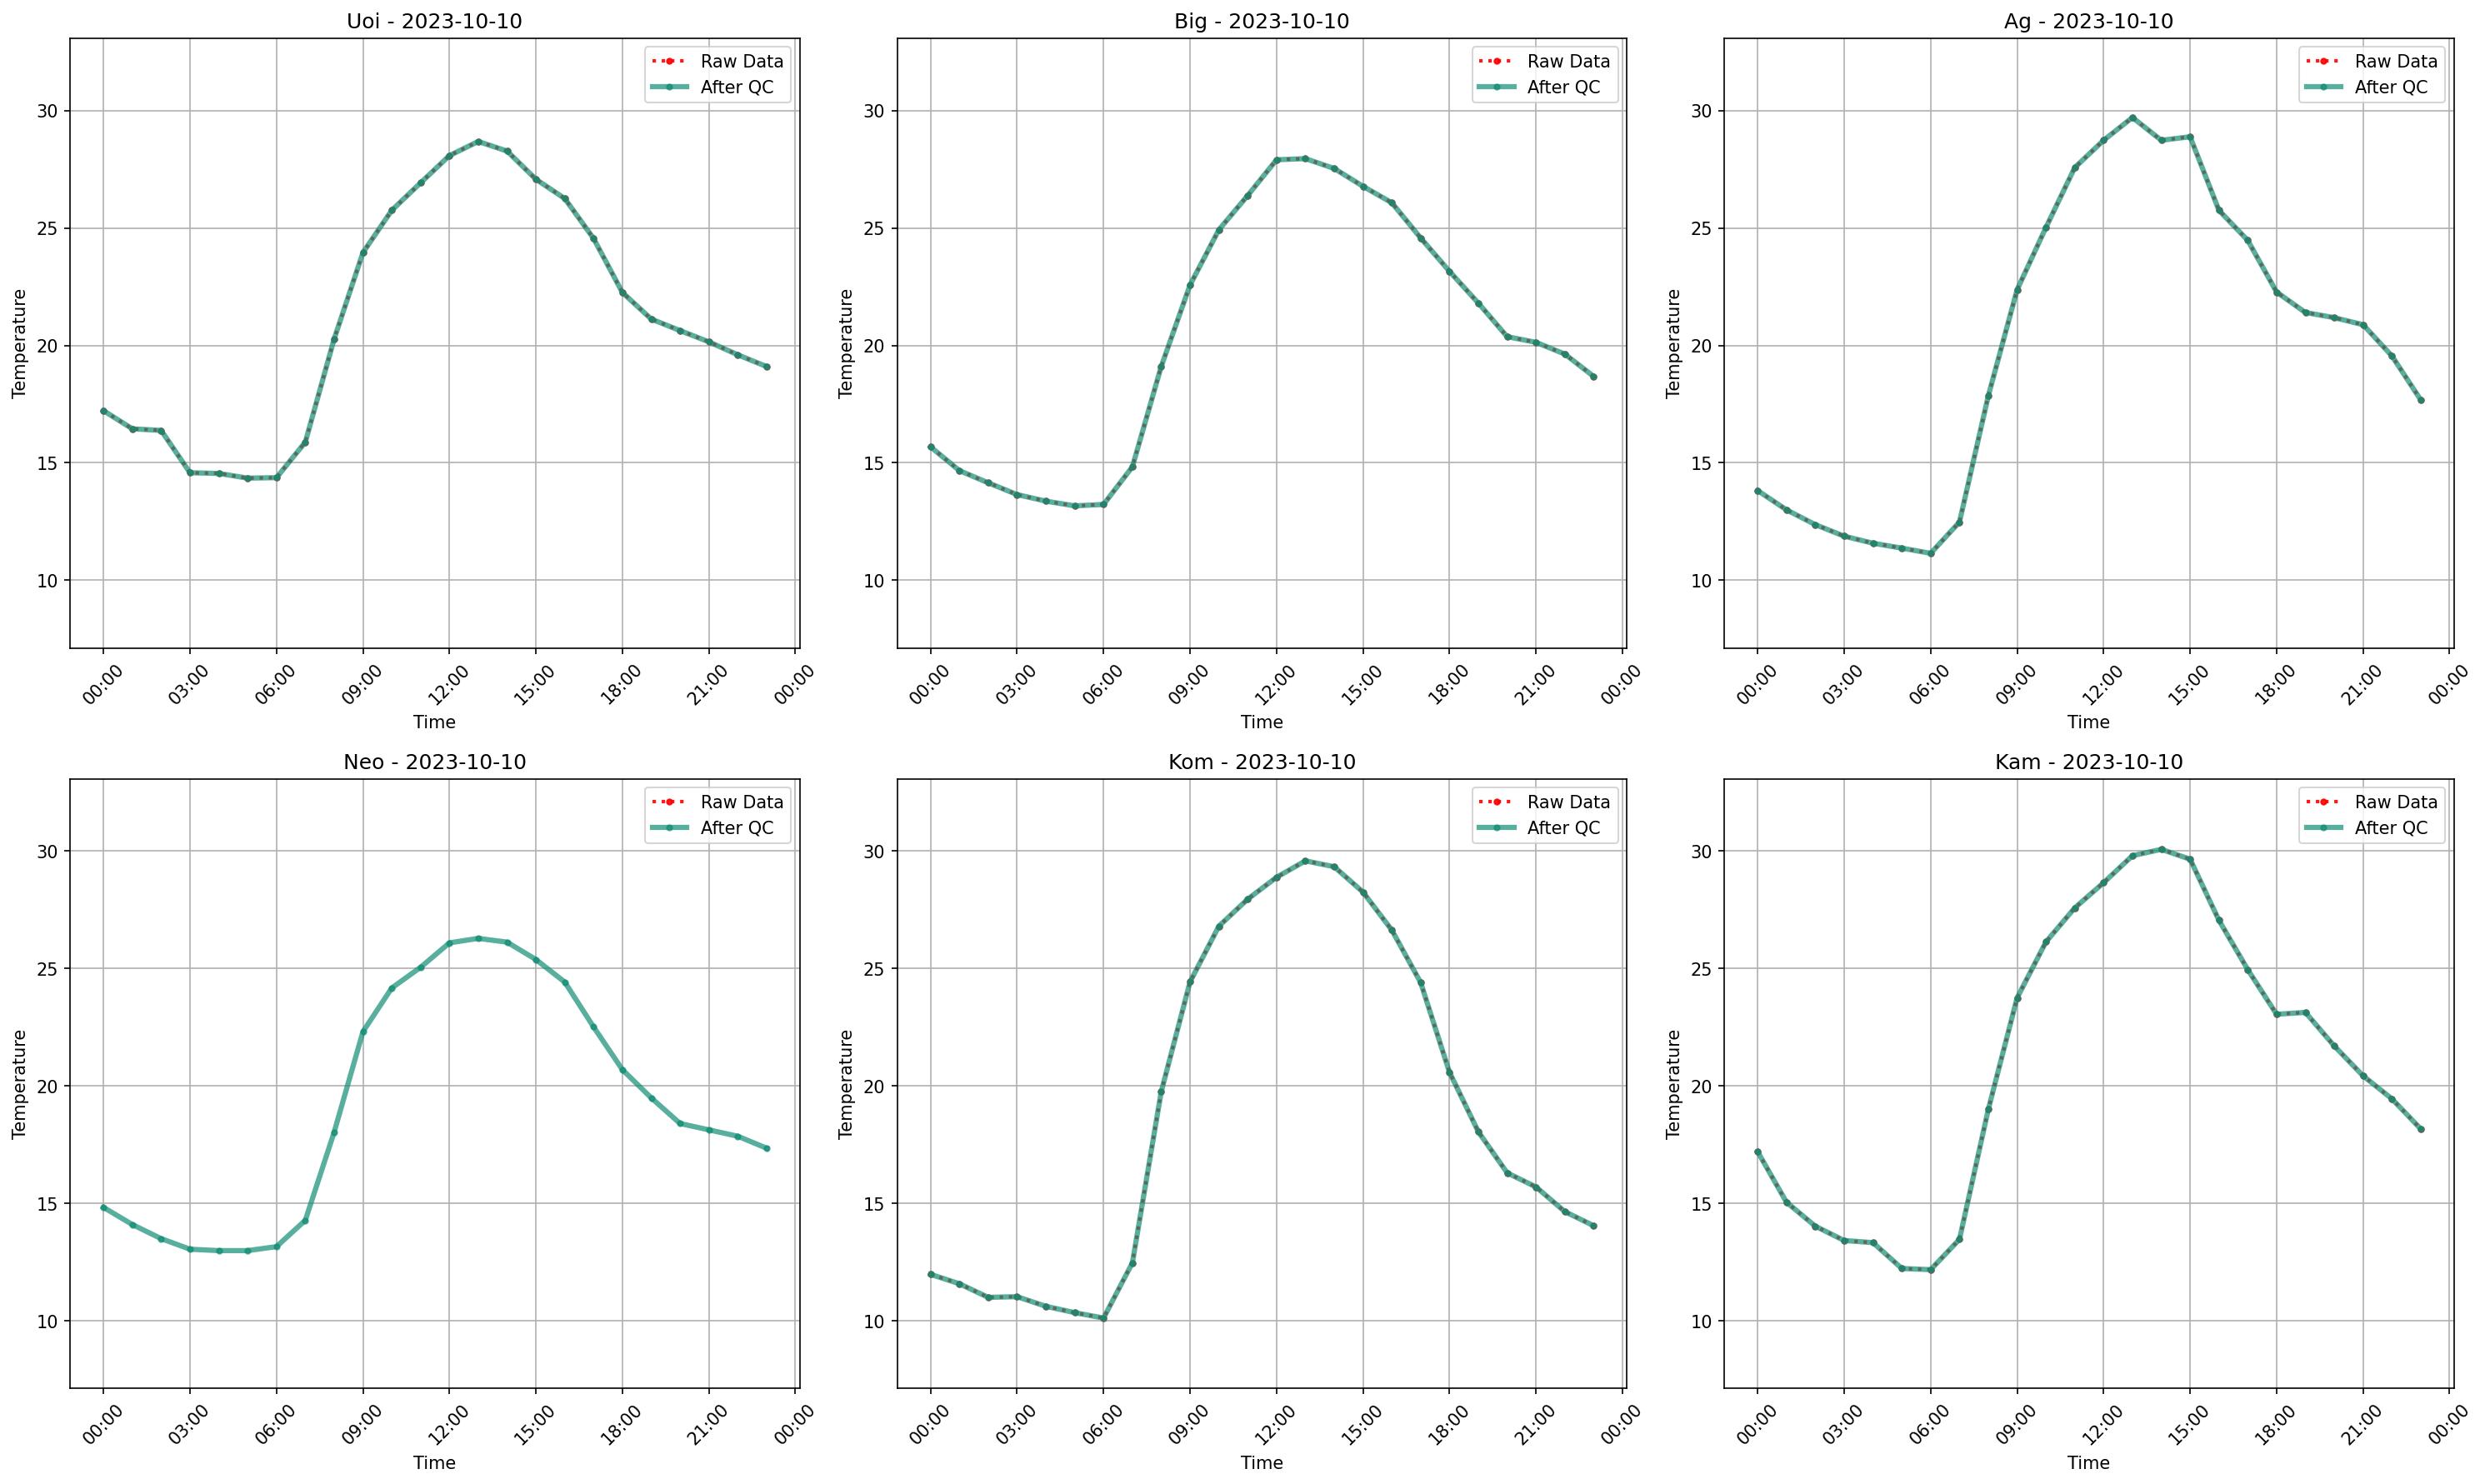 Uoi - 2023-10-10
Raw Data
After QC
Temperature
30
25
20
15
10
00:00
03:00
06:00
09:00
12:00
15:00
18:00
21:00
00:00
Time
Big - 2023-10-10
Raw Data
After QC
Temperature
30
25
20
15
10
00:00
03:00
06:00
09:00
12:00
15:00
18:00
21:00
00:00
Time
Ag - 2023-10-10
Raw Data
After QC
Temperature
30
25
20
15
10
00:00
03:00
06:00
09:00
12:00
15:00
18:00
21:00
00:00
Time
Neo - 2023-10-10
Raw Data
After QC
Temperature
30
25
20
15
10
00:00
03:00
06:00
09:00
12:00
15:00
18:00
21:00
00:00
Time
Kom - 2023-10-10
Raw Data
After QC
Temperature
30
25
20
15
10
00:00
03:00
06:00
09:00
12:00
15:00
18:00
21:00
00:00
Time
Kam - 2023-10-10
Raw Data
After QC
Temperature
30
25
20
15
10
00:00
03:00
06:00
09:00
12:00
15:00
18:00
21:00
00:00
Time